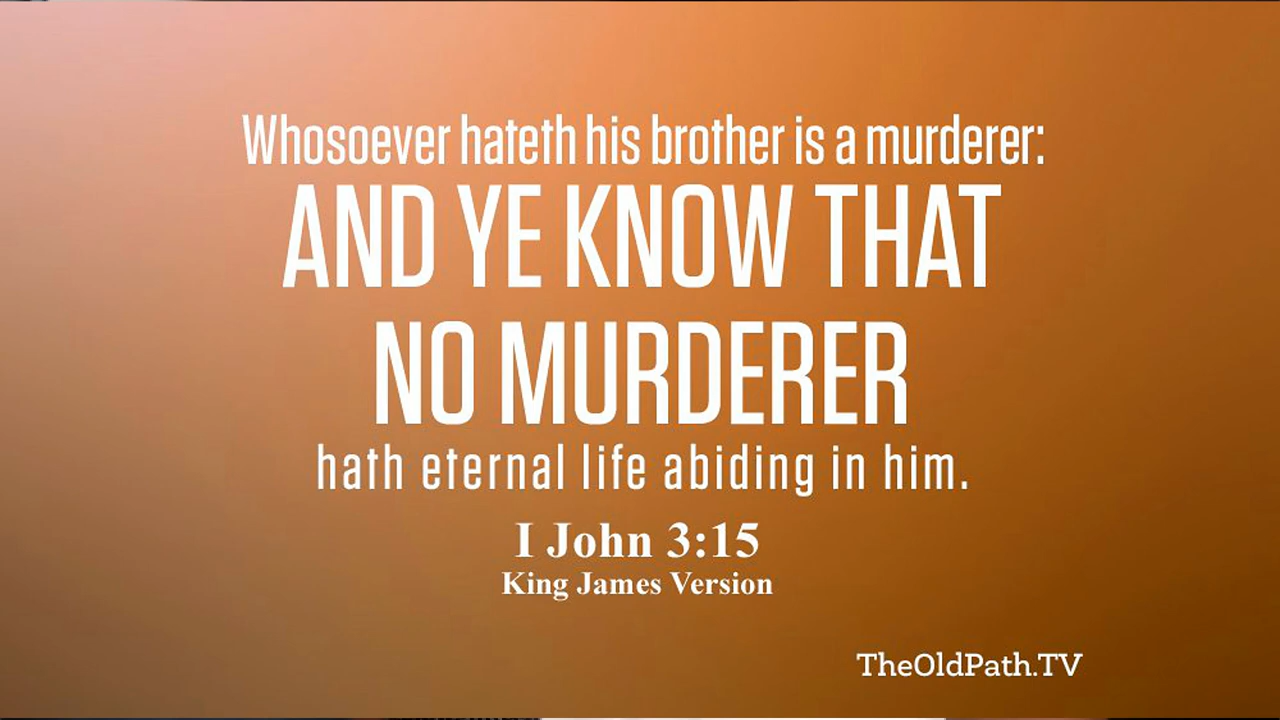 Whosoever hateth his brother is a murderer:
AND YE KNOW THAT
NO MURDERER
hath eternal life abiding in him.
I John 3:15
King James Version
TheOldPath.TV